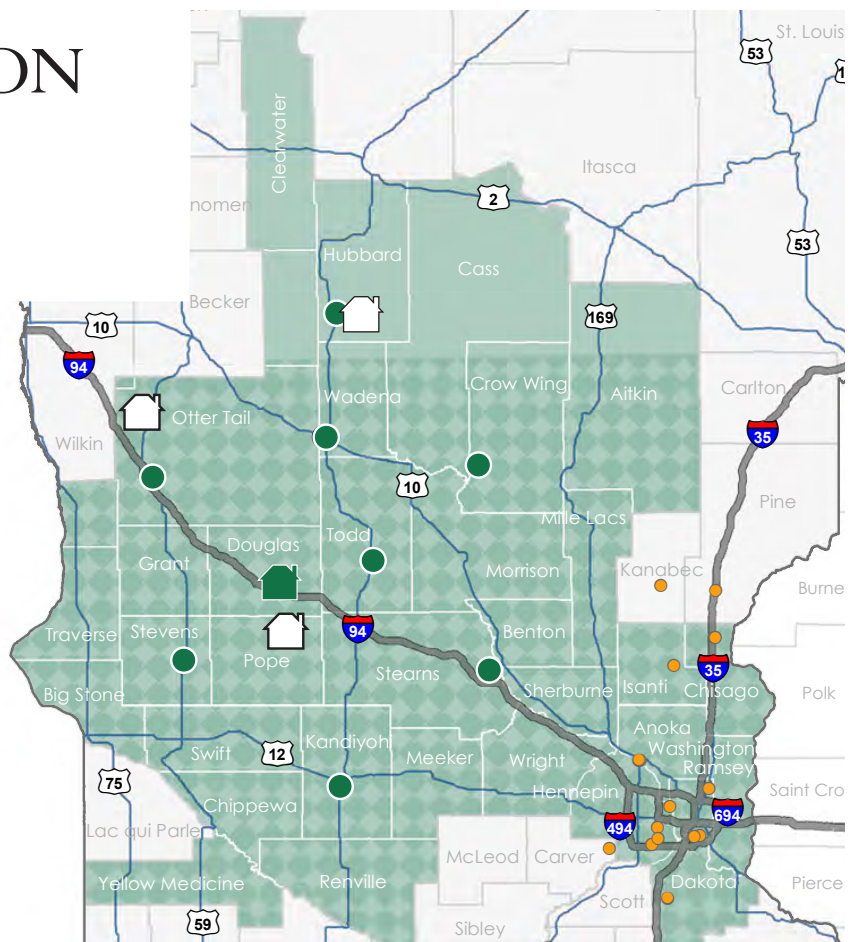 ON
St. Louis
53
1
Itasca
Clearwater
2
nomen
53
Hubbard
Cass
Becker
10
169
94
Wadena
Crow Wing
Aitkin
Carlton
Otter Tail
35
Wilkin
10
Pine
Mille Lacs
Todd
Douglas
Grant
Morrison
Kanabec
Burne
Stevens
94
Benton
Traverse
Pope
Stearns
35
Isanti
Chisago
Sherburne
Big Stone
Polk
Anoka
Kandiyoh
Swift
12
Meeker
Wright
Washington
Ramsey
75
Hennepin
Saint Cro
Chippewa
694
494
Lac qui Parle
McLeod
Carver
Yellow Medicine
Renville
Dakota
Pierce
Scott
59
Sibley